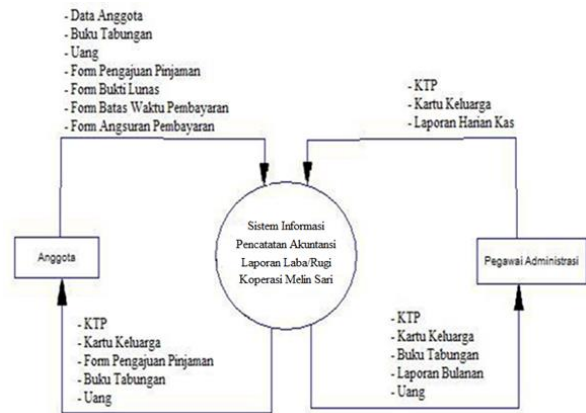 - Data Anggota
- Buku Tabungan
- Uang
- Form Pengajuan Pinjaman
- Form Bukti Lunas
- Form Batas Waktu Pembayaran
- Form Angsuran Pembayaran
- KTP
- Kartu Keluarga
- Laporan Harian Kas
Sistem Informasi
Pencatatan Akuntansi
Laporan Laba/Rugi
Koperasi Melin Sari
Anggota
Pegawai Administrasi
- KTP
- Kartu Keluarga
- Form Pengajuan Pinjaman
- Buku Tabungan
- Uang
- KTP
- Kartu Keluarga
- Buku Tabungan
- Laporan Bulanan
- Uang